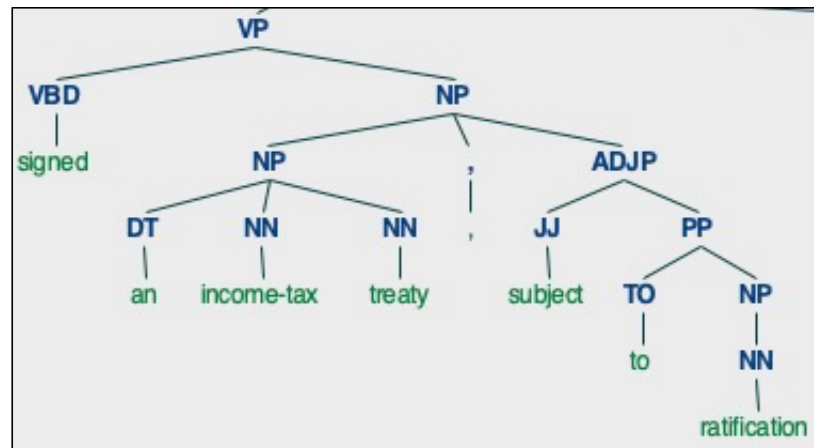 VP
VBD NP
signed NP , ADJP
DT NN NN , JJ PP
an income-tax treaty subject TO NP
to NN
ratification